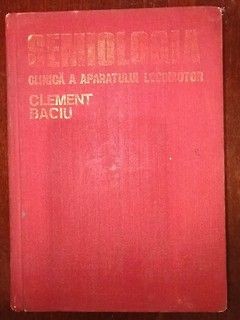 SEMIOLOGIA
CLINICĂ A APARATULUI LOCOMOTOR
CLEMENT
BACIU